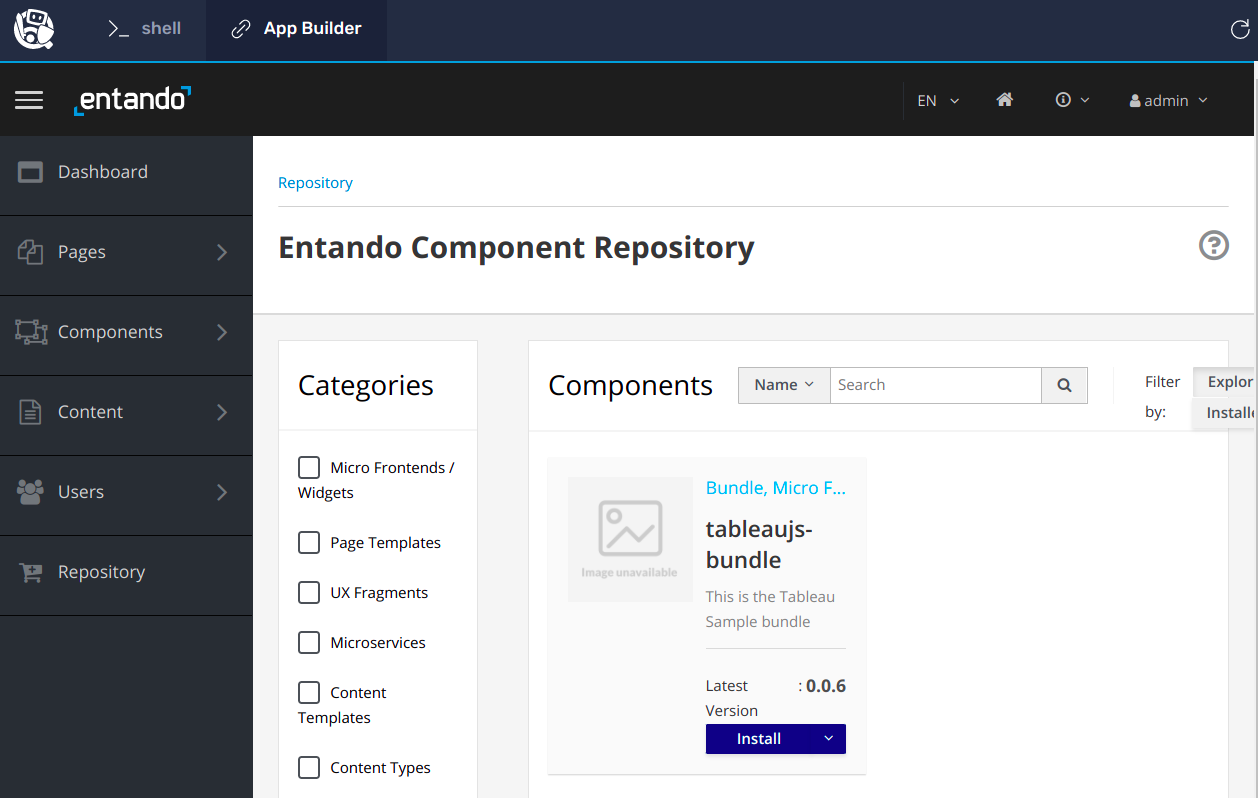 shell
App Builder
entando
EN
admin
Dashboard
Pages
Components
Content
Users
Repository
Repository
Entando Component Repository
Categories
Micro Frontends /
Widgets
Page Templates
UX Fragments
Microservices
Content
Templates
Content Types
Components
Name
Search
Filter
by:
Explor
Installe
Image unavailable
Bundle, Micro F...
tableaujs-
bundle
This is the Tableau
Sample bundle
Latest
Version
: 0.0.6
Install